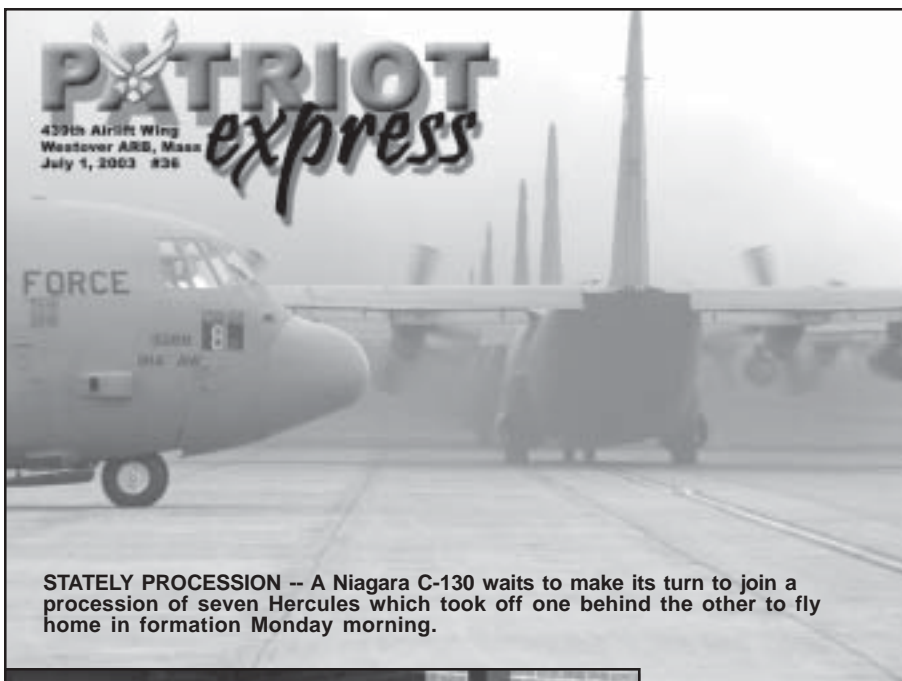 PATRIOT
express
439th Airlift Wing
Westover ARB, Mass
July 1, 2003 #36
FORCE
914 AW
STATELY PROCESSION -- A Niagara C-130 waits to make its turn to join a
procession of seven Hercules which took off one behind the other to fly
home in formation Monday morning.